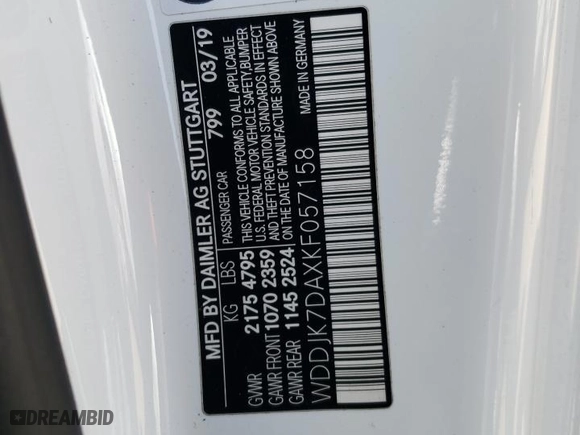 MFD BY DAIMLER AG STUTTGART
799 03/19
KG LBS PASSENGER CAR
GVWR 2175 4795
GAWR FRONT 1070 2359
GAWR REAR 1145 2524
THIS VEHICLE CONFORMS TO ALL APPLICABLE
U.S. FEDERAL MOTOR VEHICLE SAFETY,BUMPER
AND THEFT PREVENTION STANDARDS IN EFFECT
ON THE DATE OF MANUFACTURE SHOWN ABOVE
WDDJK7DAXKF057158 MADE IN GERMANY
DREAMBID